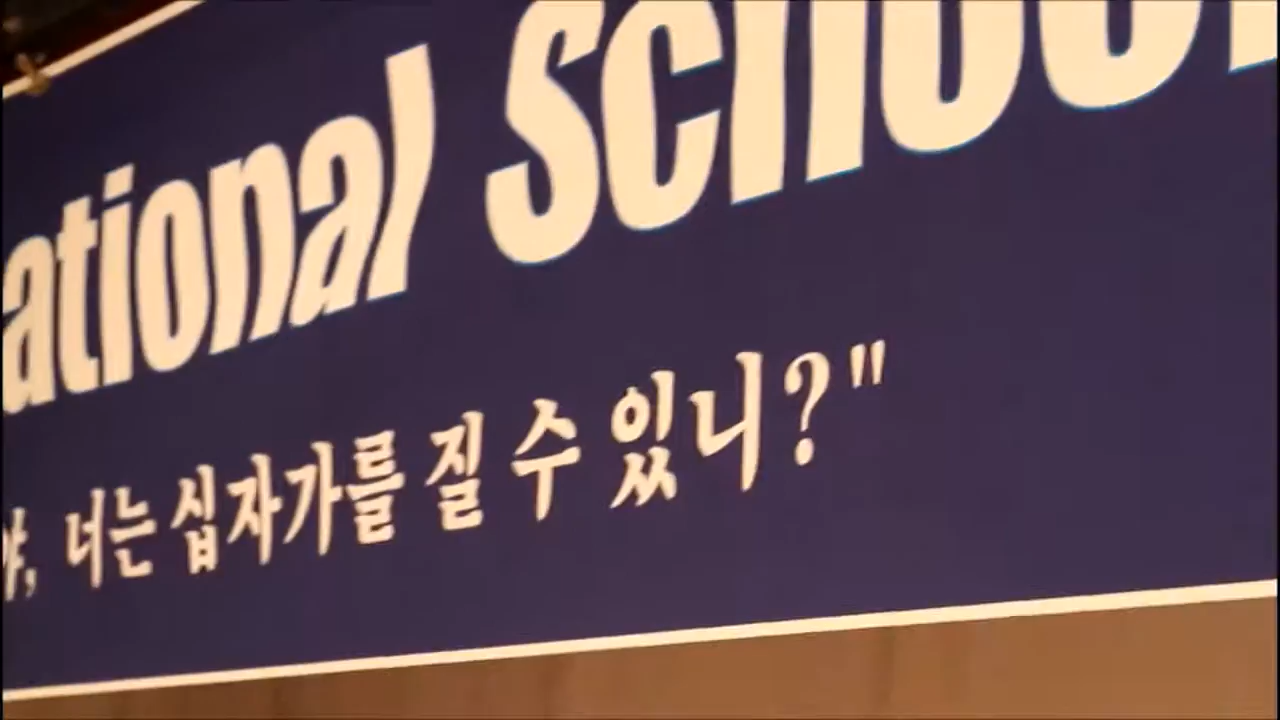 ational School
야, 너는 십자가를 질 수 있니?"